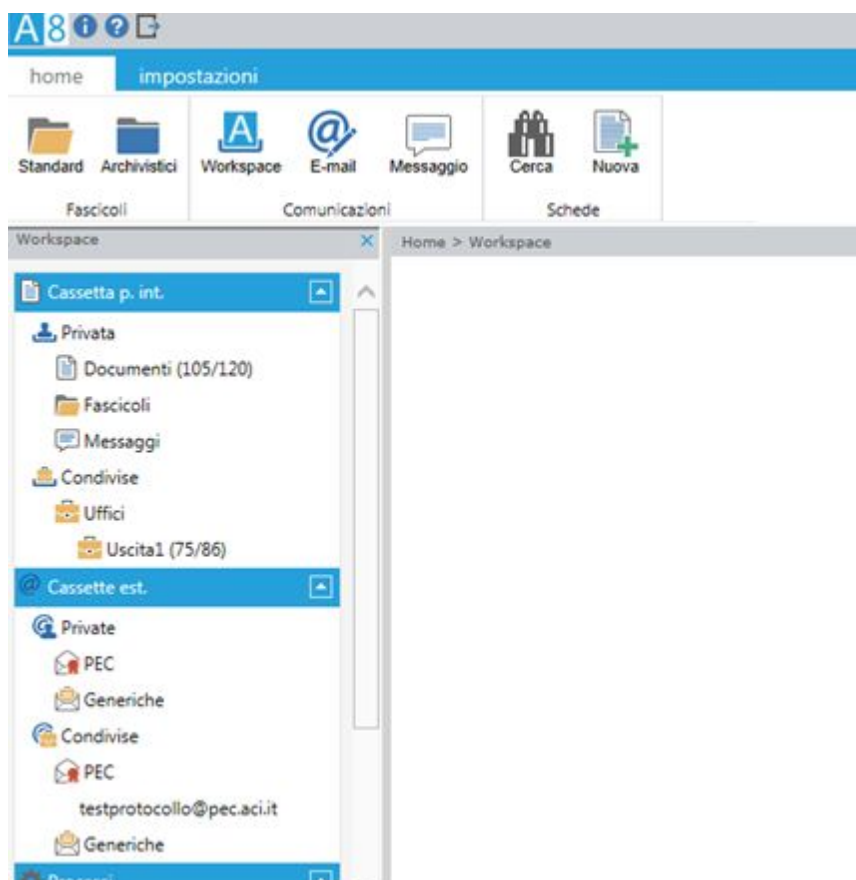 A8
home impostazioni
Standard Archivistici Workspace E-mail Messaggio Cerca Nuova
Fascicoli Comunicazioni Schede
Workspace Home > Workspace
Cassetta p. int.
Privata
Documenti (105/120)
Fascicoli
Messaggi
Condivise
Uffici
Uscita1 (75/86)
Cassette est.
Private
PEC
Generiche
Condivise
PEC
testprotocollo@pec.aci.it
Generiche